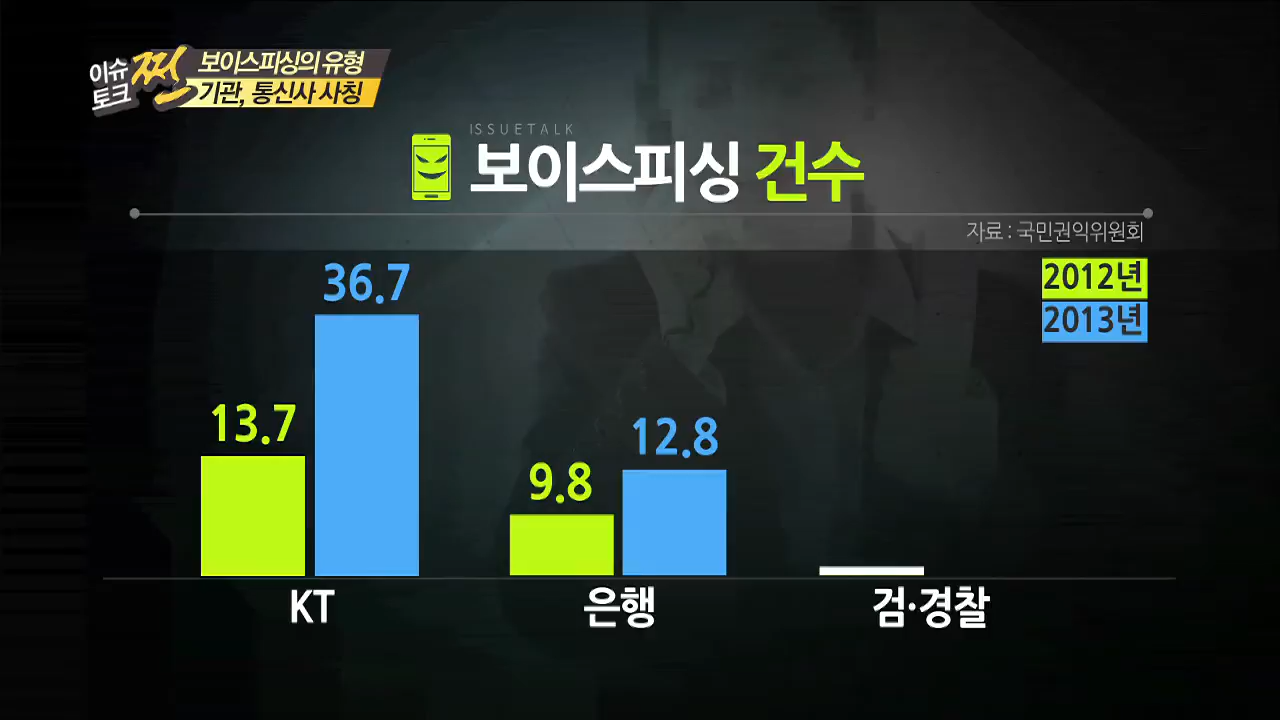 이슈
토크
찐
보이스피싱의 유형
기관, 통신사 사칭
ISSUETALK
보이스피싱 건수
자료 : 국민권익위원회
2012년
2013년
36.7
13.7
12.8
9.8
KT
은행
검·경찰